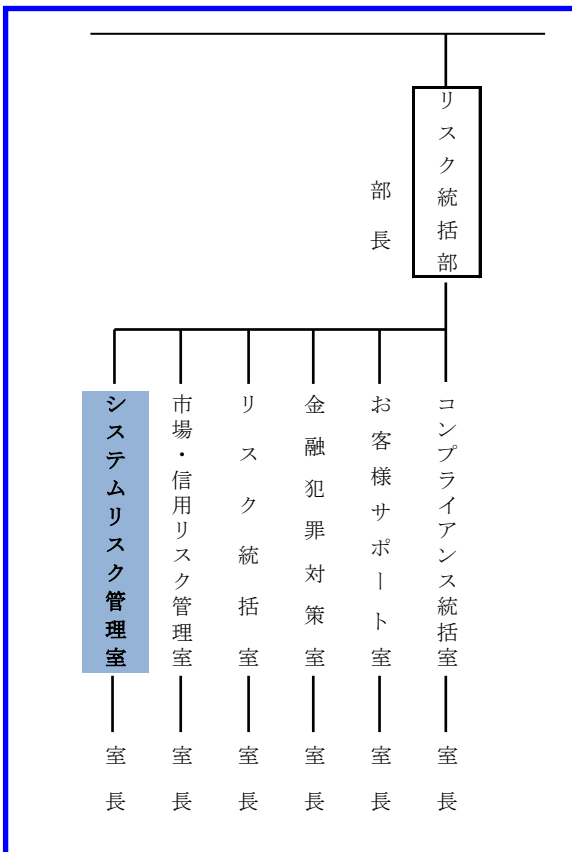 リスク統括部
部長
コンプライアンス統括室
お客様サポート室
金融犯罪対策室
リスク統括室
市場・信用リスク管理室
システムリスク管理室
室長
室長
室長
室長
室長
室長